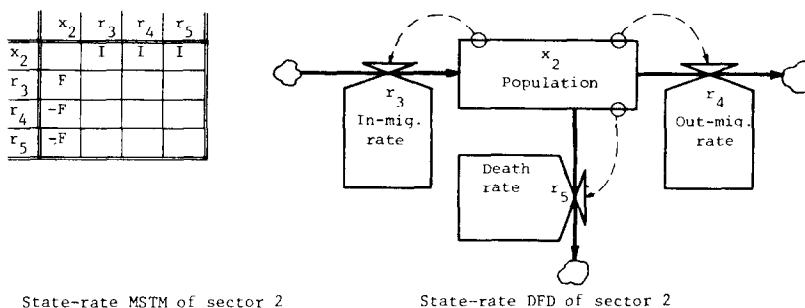 x2 r3 r4 r5
x2 I I I
r3 F
r4 -F
r5 -F
x2
Population
r3
In-mig.
rate
r4
Out-mig.
rate
Death
rate
r5
State-rate MSTM of sector 2
State-rate DFD of sector 2